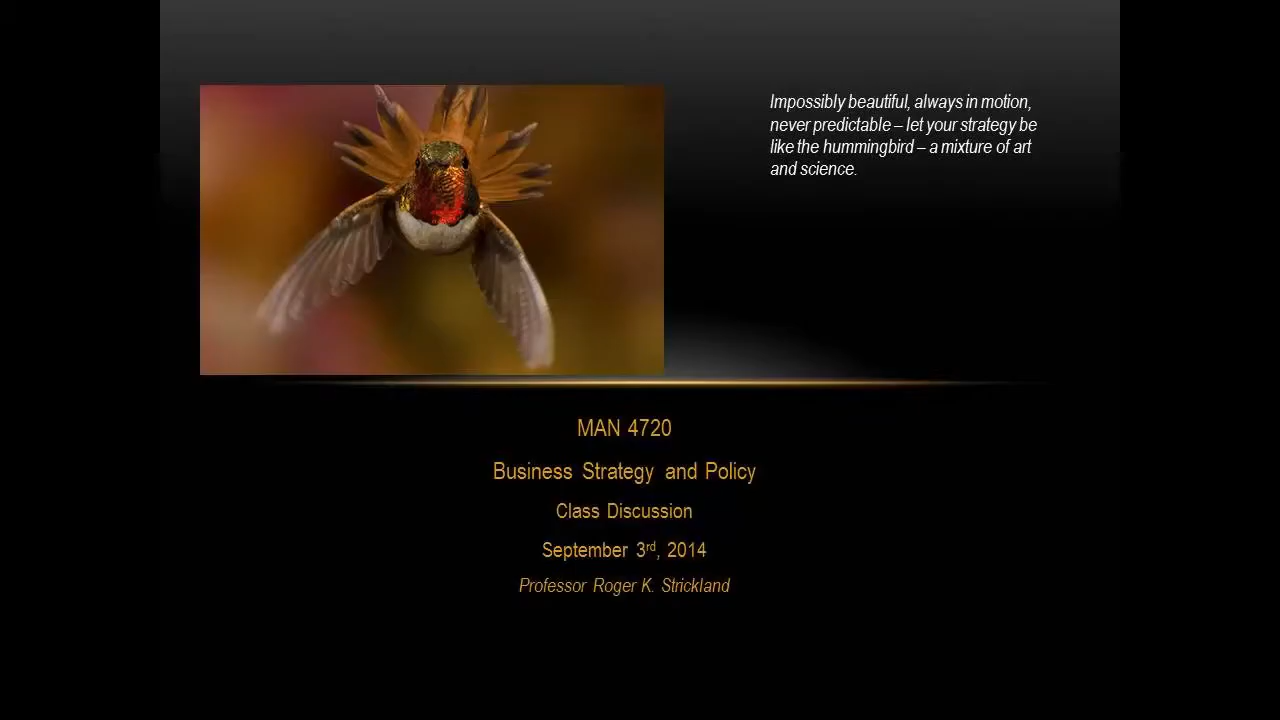 Impossibly beautiful, always in motion,
never predictable – let your strategy be
like the hummingbird – a mixture of art
and science.
MAN 4720
Business Strategy and Policy
Class Discussion
September 3rd, 2014
Professor Roger K. Strickland